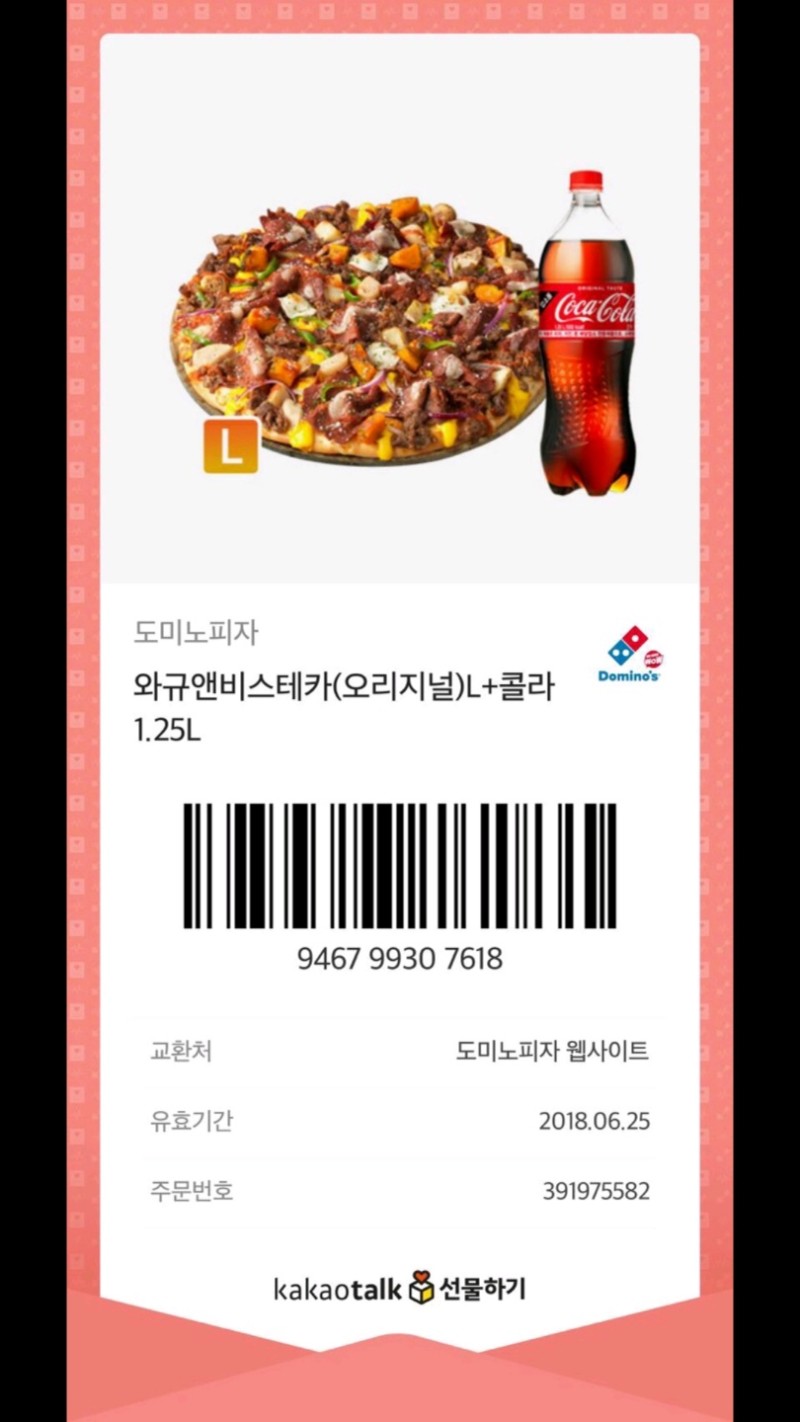 ORIGINAL TASTE
Coca-Cola
L
도미노피자
Domino's
와규앤비스테카(오리지널)L+콜라
1.25L
9467 9930 7618
교환처 도미노피자 웹사이트
유효기간 2018.06.25
주문번호 391975582
kakaotalk 선물하기